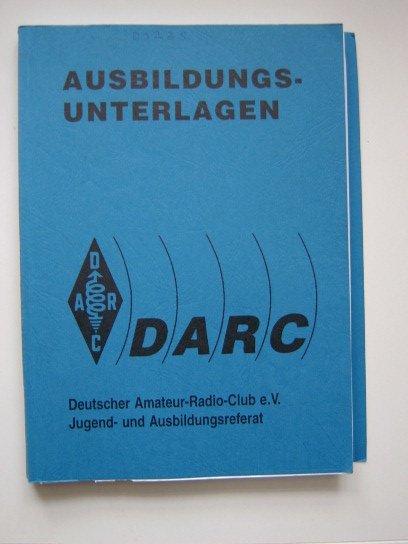 AUSBILDUNGS-
UNTERLAGEN
D
A R
C
DARC
Deutscher Amateur-Radio-Club e.V.
Jugend- und Ausbildungsreferat